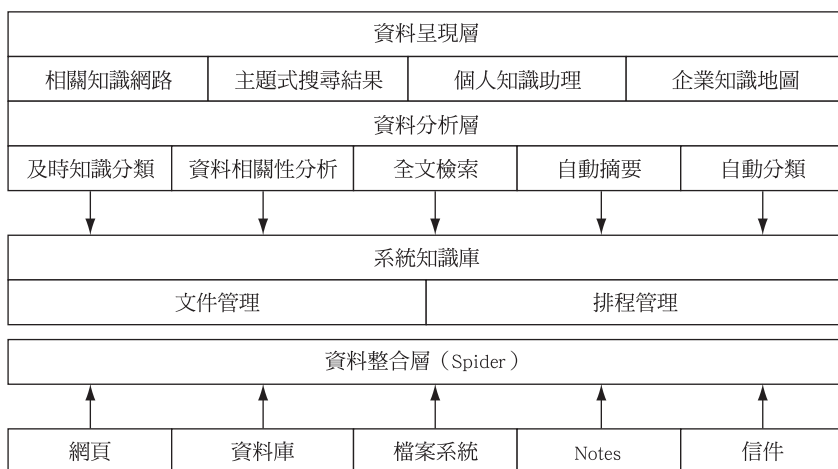 資料呈現層
相關知識網路 主題式搜尋結果 個人知識助理 企業知識地圖
資料分析層
及時知識分類 資料相關性分析 全文檢索 自動摘要 自動分類
系統知識庫
文件管理 排程管理
資料整合層（Spider）
網頁 資料庫 檔案系統 Notes 信件